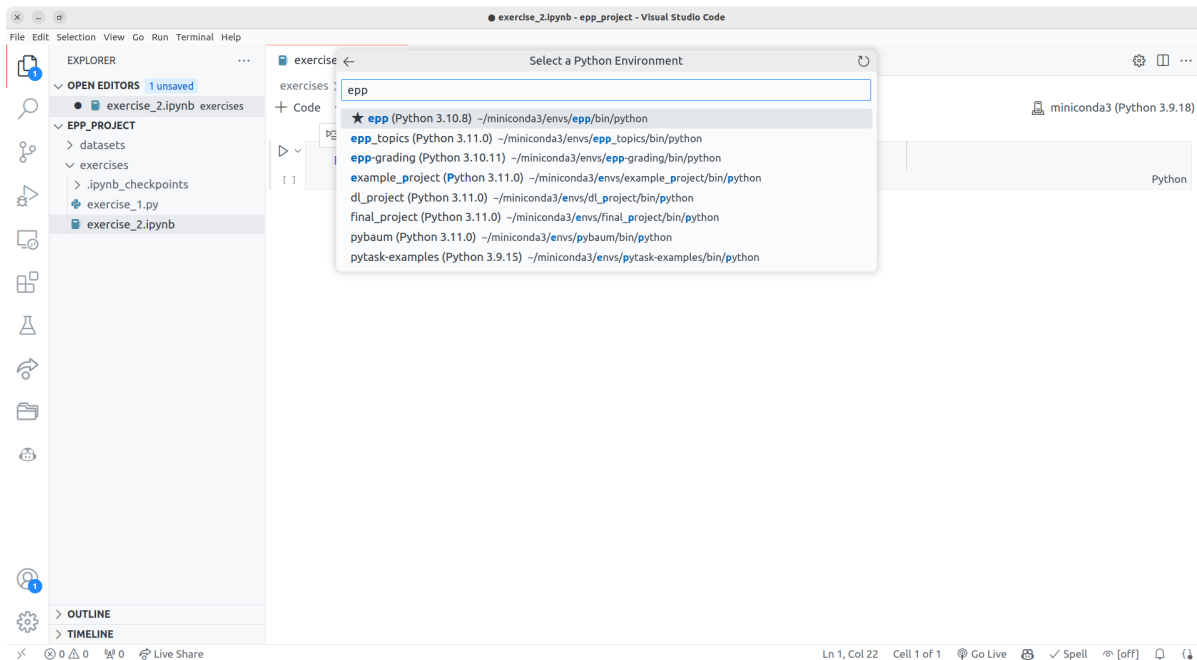 ● exercise_2.ipynb - epp_project - Visual Studio Code
File Edit Selection View Go Run Terminal Help
EXPLORER
OPEN EDITORS 1 unsaved
exercise_2.ipynb exercises
EPP_PROJECT
datasets
exercises
.ipynb_checkpoints
exercise_1.py
exercise_2.ipynb
OUTLINE
TIMELINE
1
1
exercise
exercises
+ Code
miniconda3 (Python 3.9.18)
[ ]
Python
Select a Python Environment
epp
★ epp (Python 3.10.8) ~/miniconda3/envs/epp/bin/python
epp_topics (Python 3.11.0) ~/miniconda3/envs/epp_topics/bin/python
epp-grading (Python 3.10.11) ~/miniconda3/envs/epp-grading/bin/python
example_project (Python 3.11.0) ~/miniconda3/envs/example_project/bin/python
dl_project (Python 3.11.0) ~/miniconda3/envs/dl_project/bin/python
final_project (Python 3.11.0) ~/miniconda3/envs/final_project/bin/python
pybaum (Python 3.11.0) ~/miniconda3/envs/pybaum/bin/python
pytask-examples (Python 3.9.15) ~/miniconda3/envs/pytask-examples/bin/python
0 0 0 Live Share
Ln 1, Col 22 Cell 1 of 1 Go Live Spell [off]